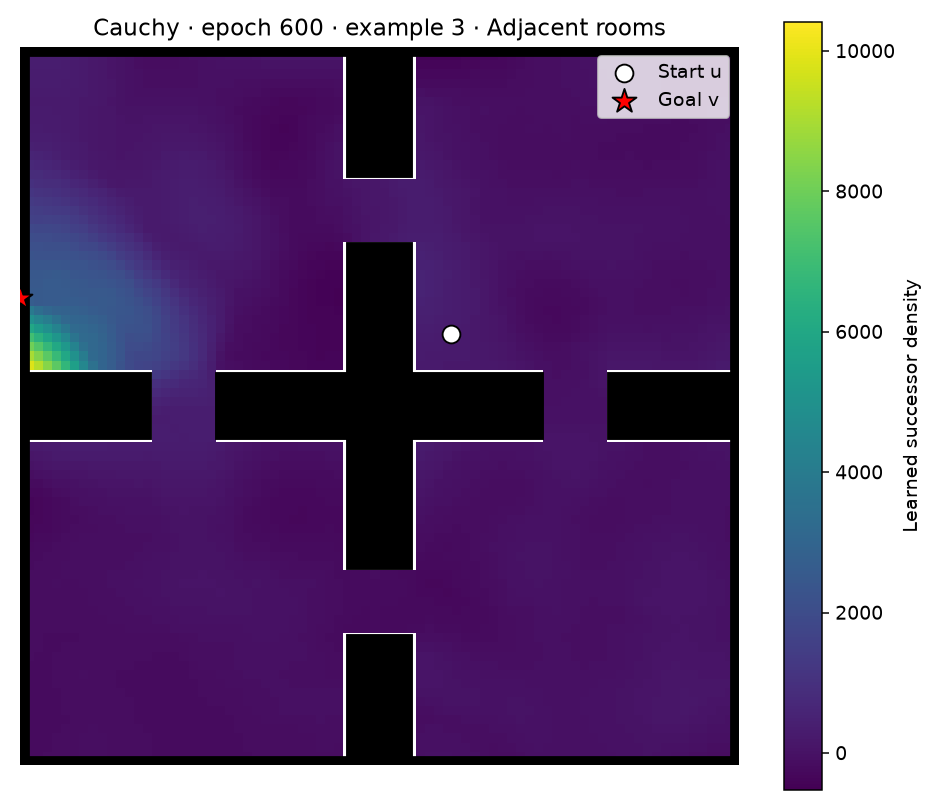 Cauchy · epoch 600 · example 3 · Adjacent rooms
Start u
Goal v
10000
8000
6000
4000
2000
0
Learned successor density